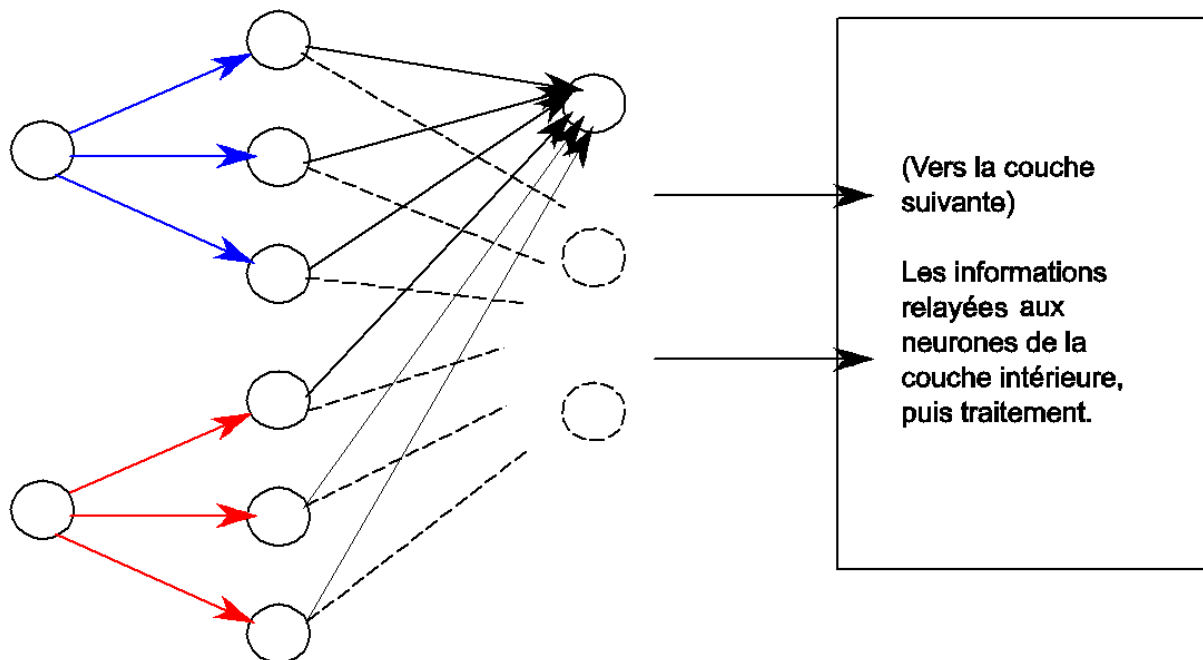 (Vers la couche
suivante)
Les informations
relayées aux
neurones de la
couche intérieure,
puis traitement.